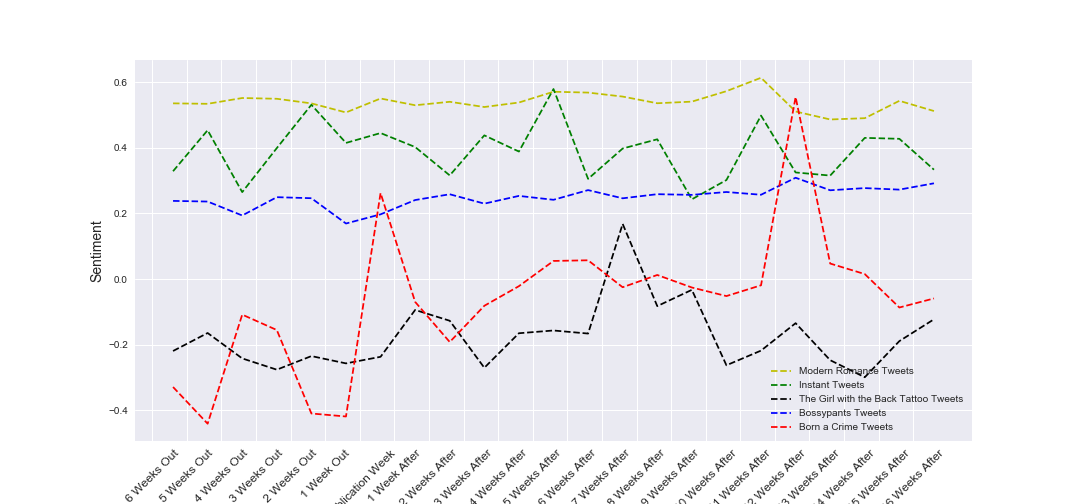 0.6
0.4
0.2
0.0
−0.2
−0.4
Sentiment
Modern Romance Tweets
Instant Tweets
The Girl with the Back Tattoo Tweets
Bossypants Tweets
Born a Crime Tweets
6 Weeks Out
5 Weeks Out
4 Weeks Out
3 Weeks Out
2 Weeks Out
1 Week Out
Week
1 Week After
2 Weeks After
3 Weeks After
4 Weeks After
5 Weeks After
6 Weeks After
7 Weeks After
8 Weeks After
9 Weeks After
0 Weeks After
1 Weeks After
2 Weeks After
3 Weeks After
4 Weeks After
5 Weeks After
6 Weeks After